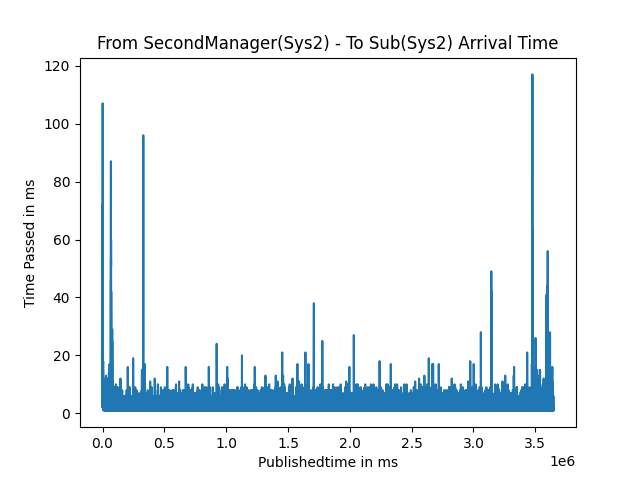 From SecondManager(Sys2) - To Sub(Sys2) Arrival Time
120
100
80
60
40
20
0
Time Passed in ms
0.0 0.5 1.0 1.5 2.0 2.5 3.0 3.5
Publishedtime in ms
1e6